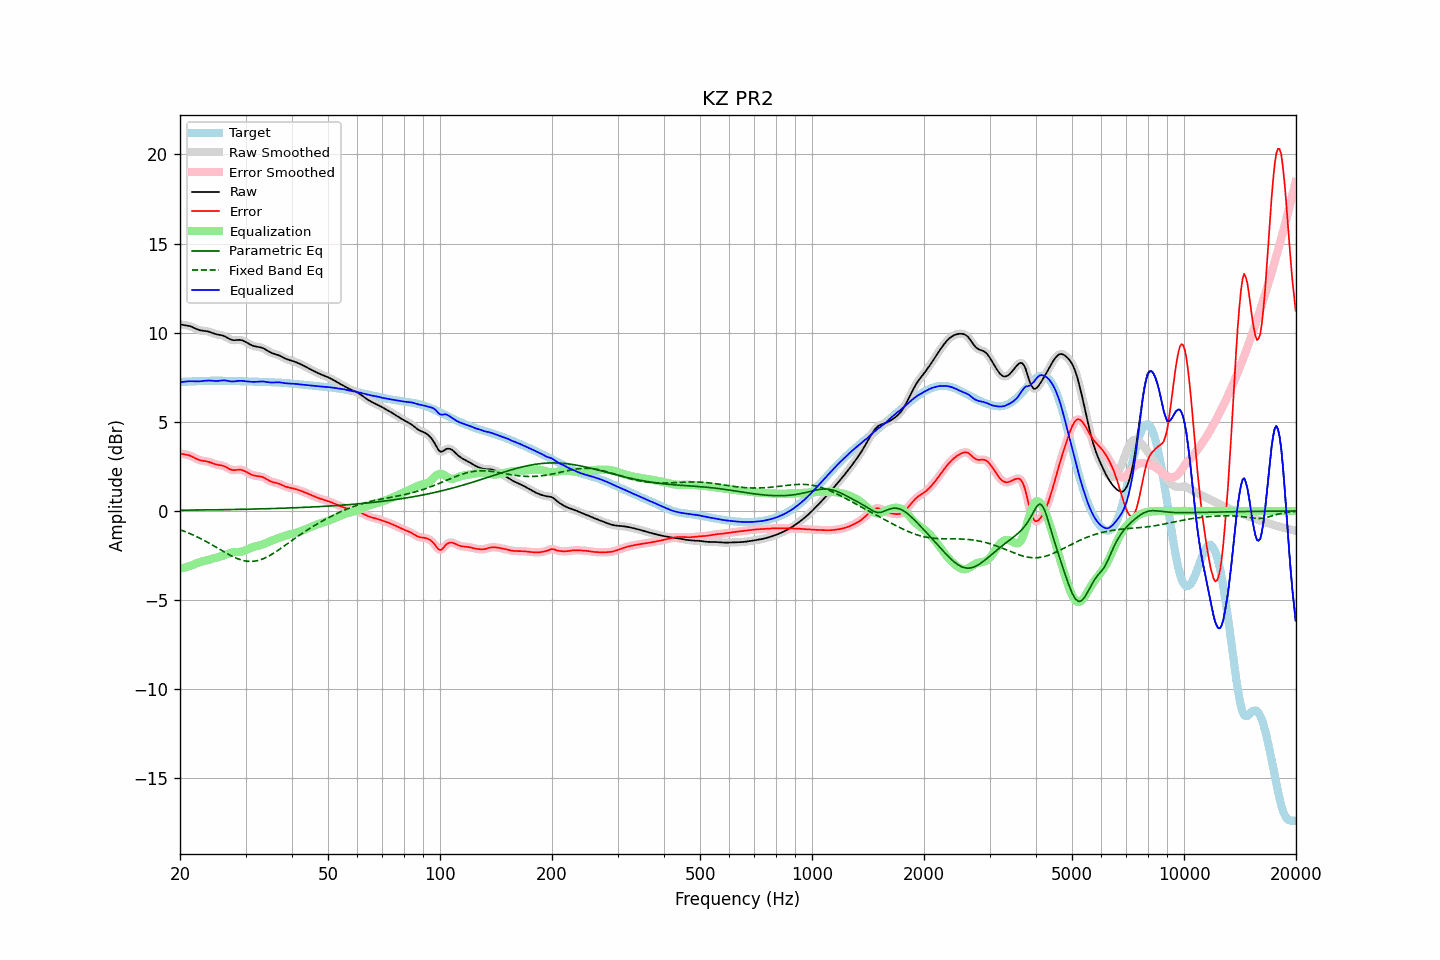 KZ PR2
Target
Raw Smoothed
Error Smoothed
Raw
Error
Equalization
Parametric Eq
Fixed Band Eq
Equalized
20
15
10
5
0
−5
−10
−15
Amplitude (dBr)
20 50 100 200 500 1000 2000 5000 10000 20000
Frequency (Hz)